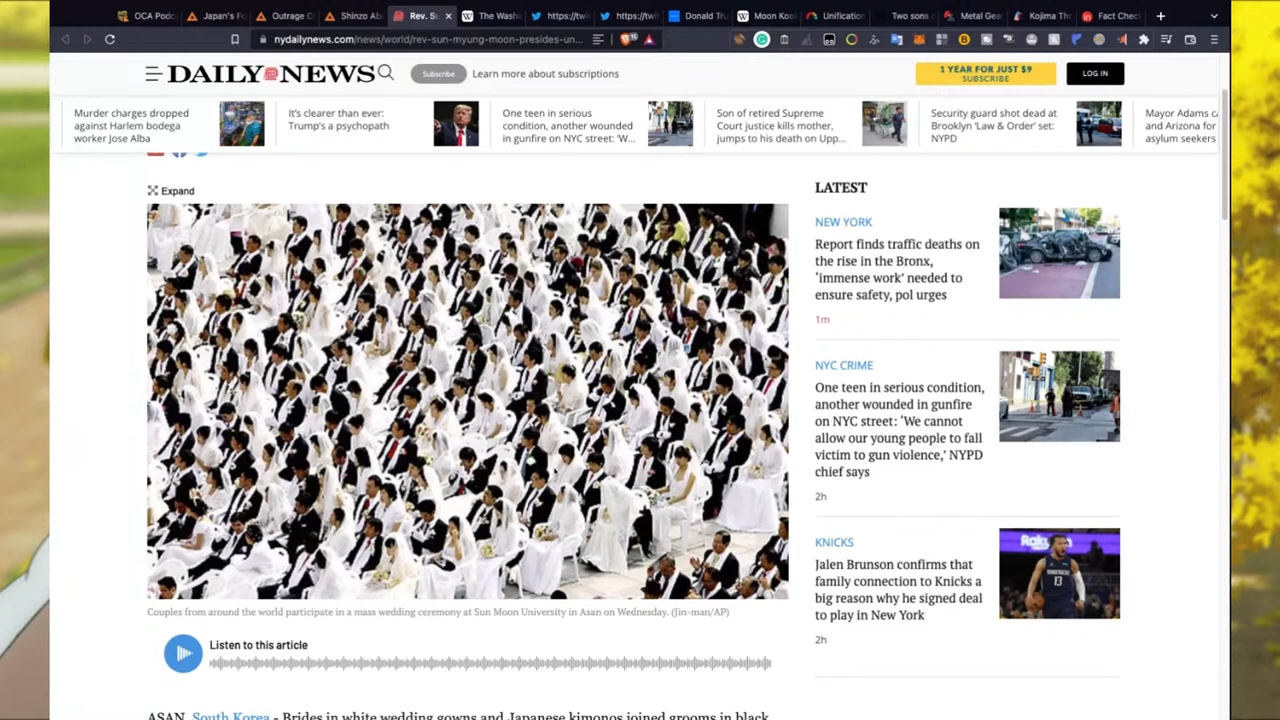 OCA Podc
Japan's Fo
Outrage C
Shinzo Ab
Rev. Su
The Washi
https://twi
https://twi
Donald Tru
Moon Kook
Unification
Two sons o
Metal Gear
Kojima Tho
Fact Check
nydailynews.com/news/world/rev-sun-myung-moon-presides-un...
DAILY NEWS
Subscribe
Learn more about subscriptions
1 YEAR FOR JUST $9
SUBSCRIBE
LOG IN
Murder charges dropped
against Harlem bodega
worker Jose Alba
It's clearer than ever:
Trump's a psychopath
One teen in serious
condition, another wounded
in gunfire on NYC street: 'W...
Son of retired Supreme
Court justice kills mother,
jumps to his death on Upp...
Security guard shot dead at
Brooklyn 'Law & Order' set:
NYPD
Mayor Adams ca
and Arizona for
asylum seekers
Expand
Couples from around the world participate in a mass wedding ceremony at Sun Moon University in Asan on Wednesday. (Jin-man/AP)
Listen to this article
ASAN, South Korea - Brides in white wedding gowns and Japanese kimonos joined grooms in black
LATEST
NEW YORK
Report finds traffic deaths on
the rise in the Bronx,
'immense work' needed to
ensure safety, pol urges
1m
NYC CRIME
One teen in serious condition,
another wounded in gunfire
on NYC street: 'We cannot
allow our young people to fall
victim to gun violence,' NYPD
chief says
2h
KNICKS
Jalen Brunson confirms that
family connection to Knicks a
big reason why he signed deal
to play in New York
2h